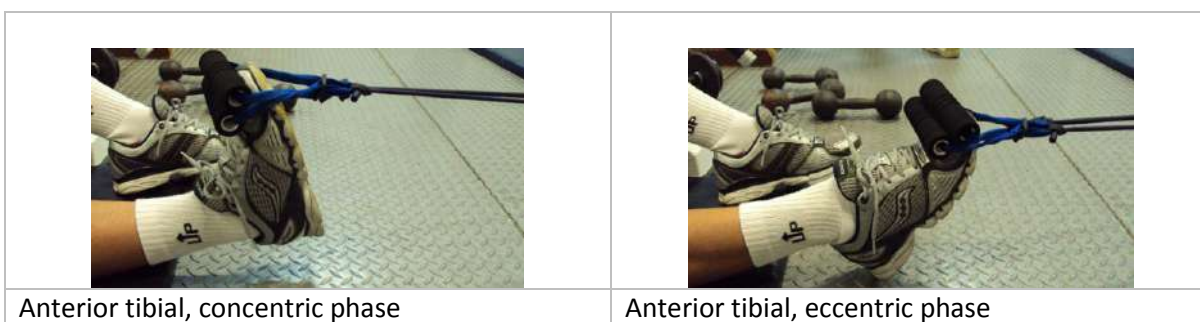 UP
UP
Anterior tibial, concentric phase
Anterior tibial, eccentric phase